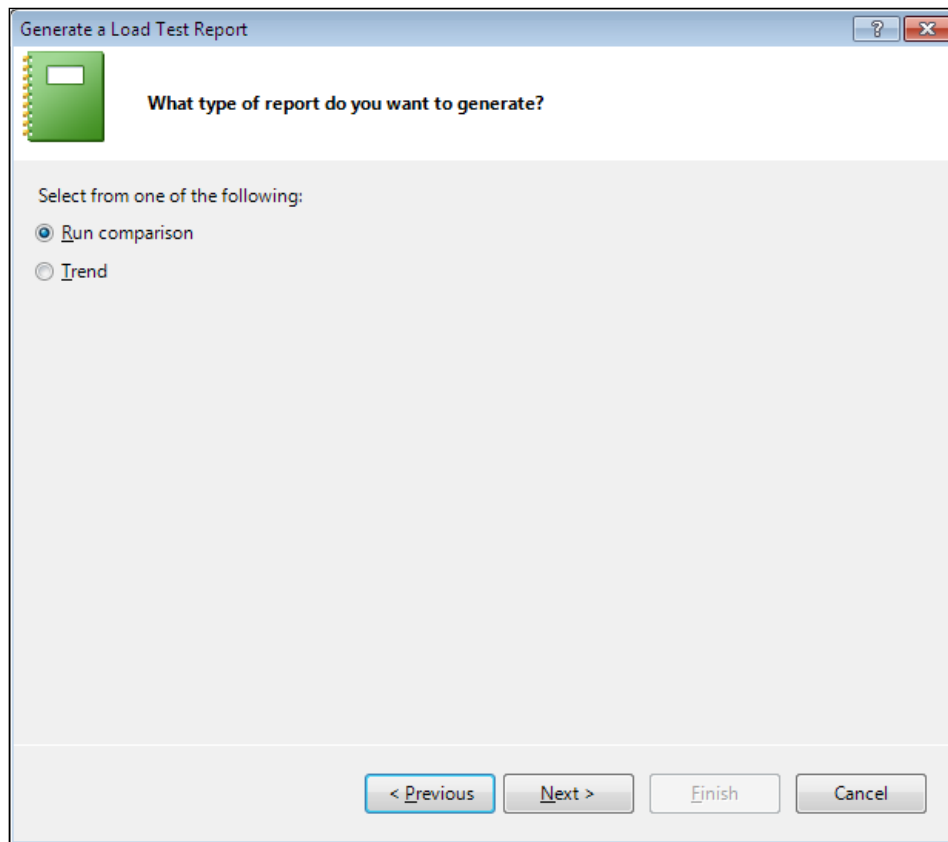 Generate a Load Test Report
?
What type of report do you want to generate?
Select from one of the following:
Run comparison
Trend
< Previous Next > Finish Cancel